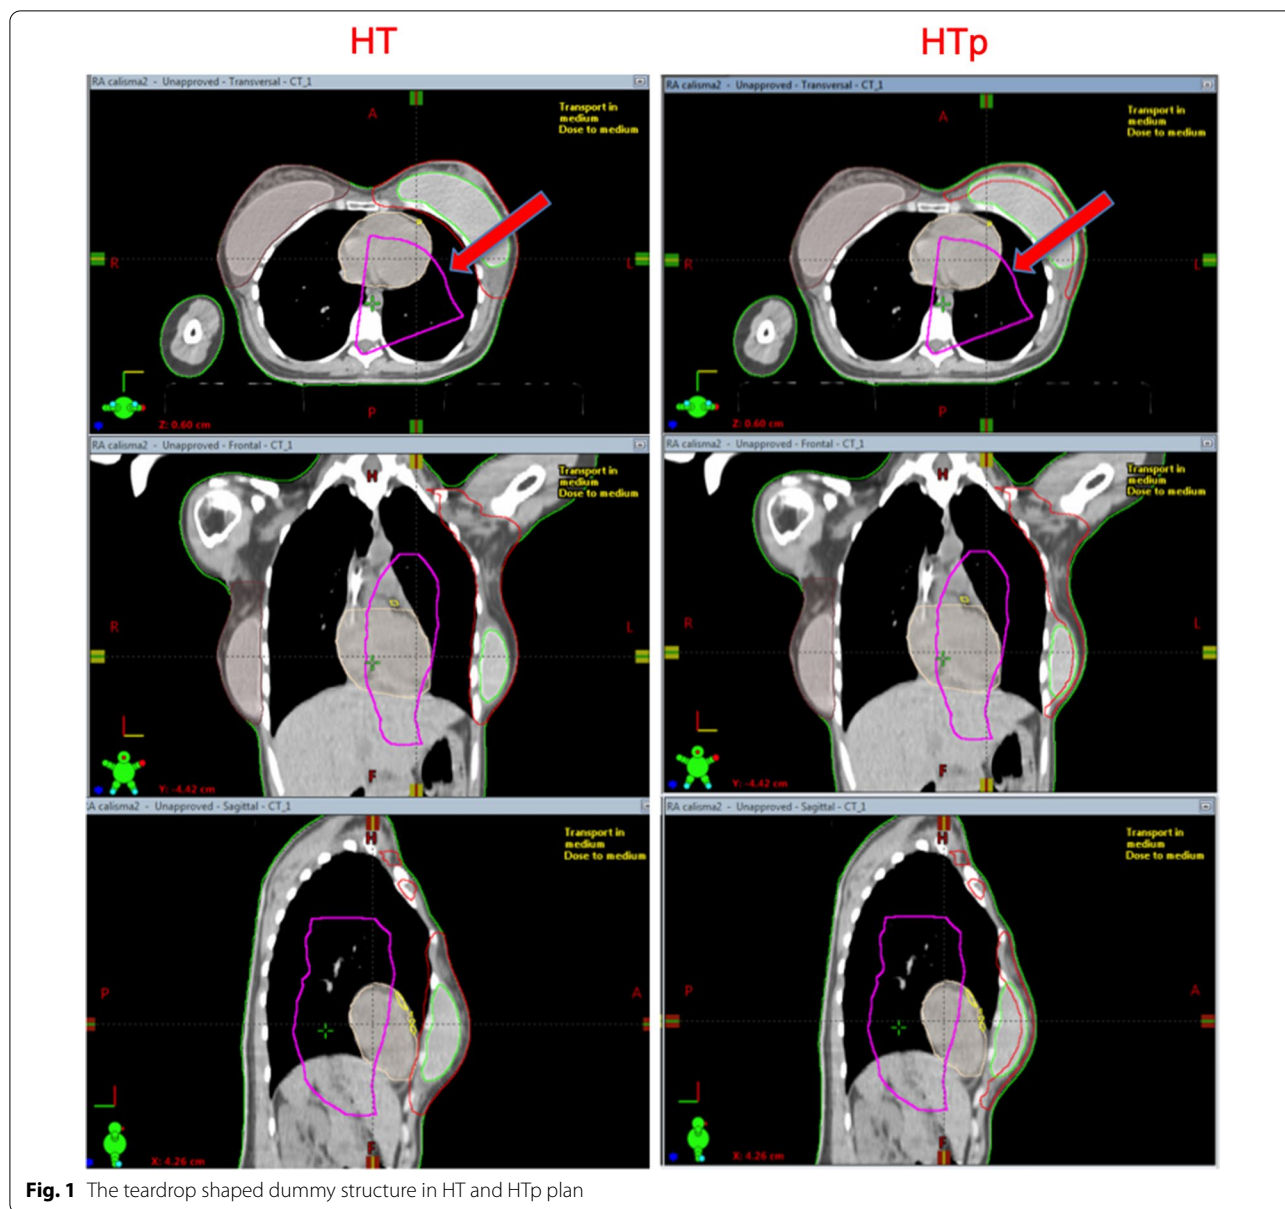 HT HTp
RA calisma2 - Unapproved - Transversal - CT_1
Transport in
medium
Dose to medium
A
R
L
P
Z: 0.60 cm
RA calisma2 - Unapproved - Transversal - CT_1
Transport in
medium
Dose to medium
A
R
L
P
Z: 0.60 cm
RA calisma2 - Unapproved - Frontal - CT_1
H
Transport in
medium
Dose to medium
R
L
F
Y: -4.42 cm
RA calisma2 - Unapproved - Frontal - CT_1
H
Transport in
medium
Dose to medium
R
L
F
Y: -4.42 cm
RA calisma2 - Unapproved - Sagittal - CT_1
H
Transport in
medium
Dose to medium
P
A
F
X: 4.26 cm
RA calisma2 - Unapproved - Sagittal - CT_1
H
Transport in
medium
Dose to medium
P
A
F
X: 4.26 cm
Fig. 1 The teardrop shaped dummy structure in HT and HTp plan